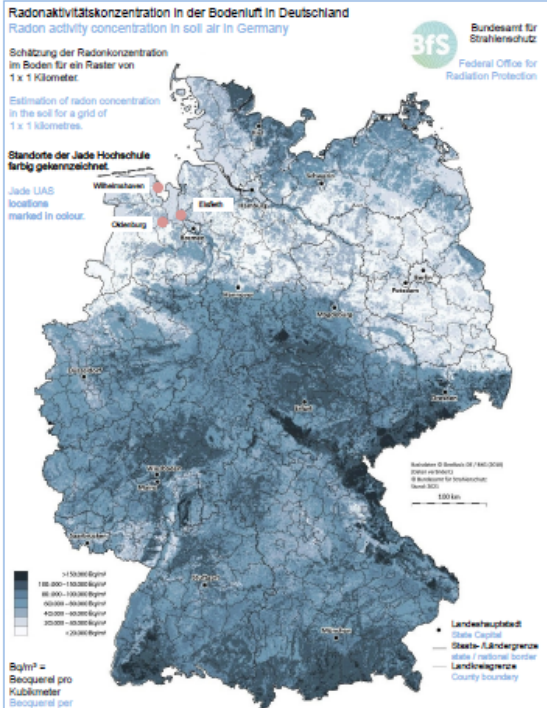 Radonaktivitätskonzentration in der Bodenluft in Deutschland
Radon activity concentration in soil air in Germany
Schätzung der Radonkonzentration
im Boden für ein Raster von
1 x 1 Kilometer.
Estimation of radon concentration
in the soil for a grid of
1 x 1 kilometres.
BfS
Bundesamt für
Strahlenschutz
Federal Office for
Radiation Protection
Standorte der Jade Hochschule
farbig gekennzeichnet.
Jade UAS
locations
marked in colour.
Wilhelmshaven
Elsfleth
Oldenburg
Bremen
Hamburg
Schwerin
Berlin
Potsdam
Hannover
Magdeburg
Düsseldorf
Erfurt
Dresden
Wiesbaden
Mainz
Saarbrücken
Stuttgart
München
© Bundesamt für Strahlenschutz
100 km
>150.000 Bq/m³
100.000–150.000 Bq/m³
80.000–100.000 Bq/m³
60.000–80.000 Bq/m³
40.000–60.000 Bq/m³
20.000–40.000 Bq/m³
<20.000 Bq/m³
Landeshauptstadt
State Capital
Staats-/Ländergrenze
state / national border
Landkreisgrenze
County boundary
Bq/m³ =
Becquerel pro
Kubikmeter
Becquerel per